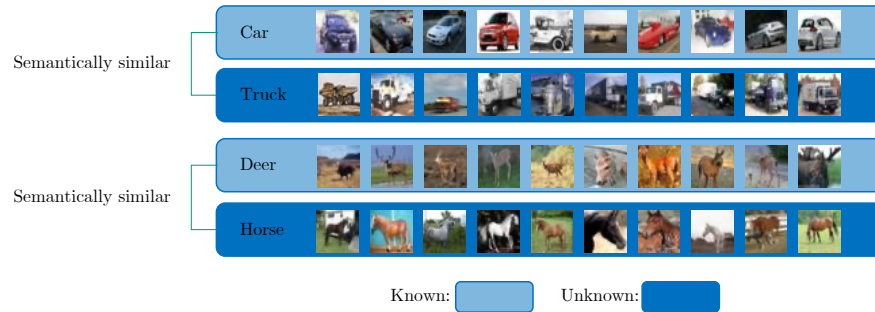 Car
Semantically similar
Truck
Deer
Semantically similar
Horse
Known:
Unknown: